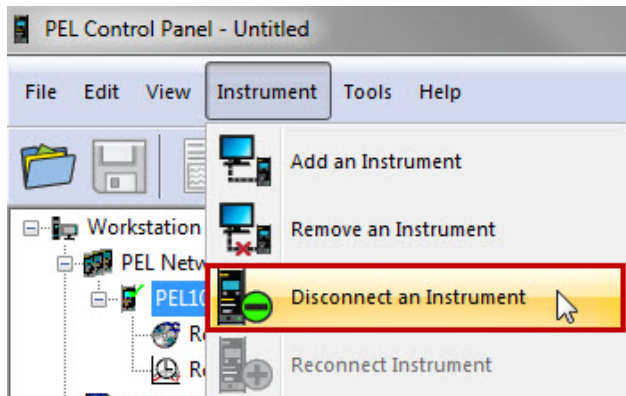 PEL Control Panel - Untitled
File Edit View Instrument Tools Help
Add an Instrument
Workstation
Remove an Instrument
PEL
Disconnect an Instrument
Reconnect Instrument